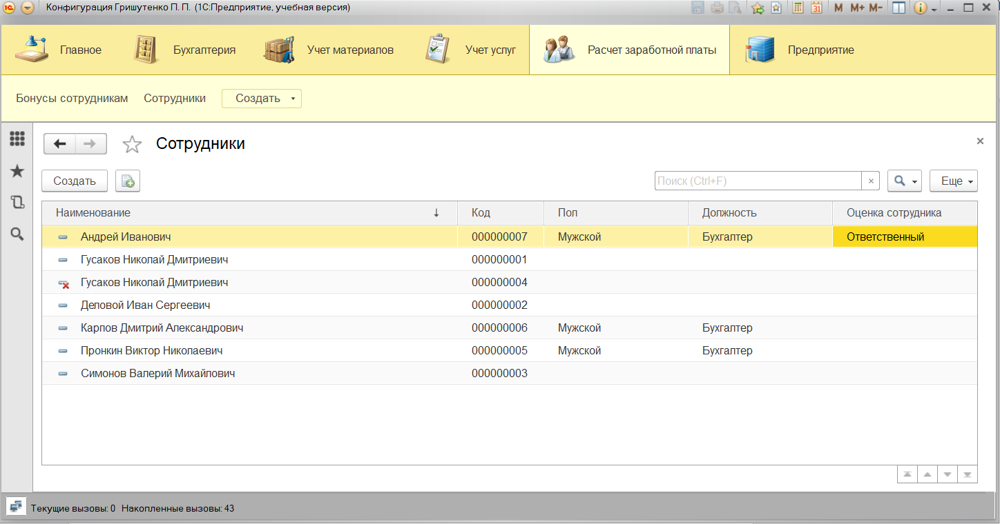 Конфигурация Гришутенко П. П. (1С:Предприятие, учебная версия)
31 M M+ M-
Главное Бухгалтерия Учет материалов Учет услуг Расчет заработной платы Предприятие
Бонусы сотрудникам Сотрудники Создать
Сотрудники
Создать Поиск (Ctrl+F) × Еще
Наименование ↓ Код Пол Должность Оценка сотрудника
Андрей Иванович 000000007 Мужской Бухгалтер Ответственный
Гусаков Николай Дмитриевич 000000001
Гусаков Николай Дмитриевич 000000004
Деловой Иван Сергеевич 000000002
Карпов Дмитрий Александрович 000000006 Мужской Бухгалтер
Пронкин Виктор Николаевич 000000005 Мужской Бухгалтер
Симонов Валерий Михайлович 000000003
Текущие вызовы: 0 Накопленные вызовы: 43